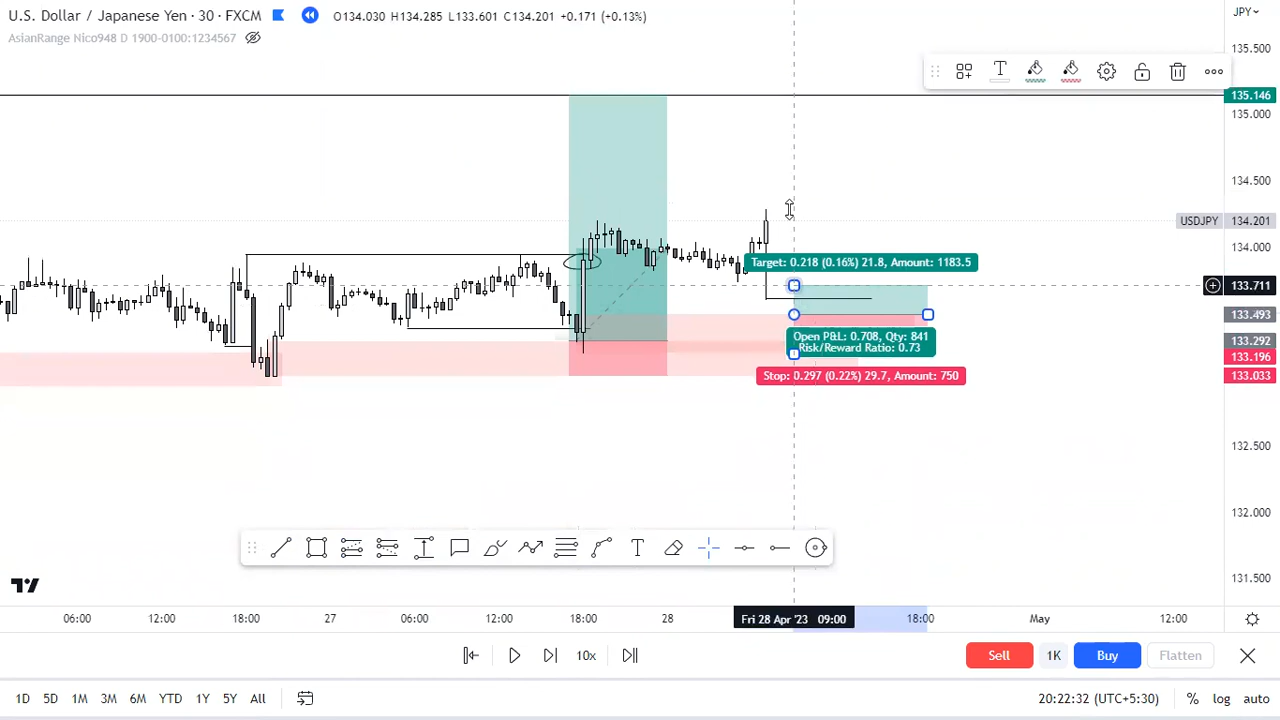 U.S. Dollar / Japanese Yen · 30 · FXCM
O134.030 H134.285 L133.601 C134.201 +0.171 (+0.13%)
JPY
AsianRange Nico948 D 1900-0100:1234567
135.500
135.146
135.000
134.500
USDJPY
134.201
134.000
Target: 0.218 (0.16%) 21.8, Amount: 1183.5
133.711
133.493
Open P&L: 0.708, Qty: 841
Risk/Reward Ratio: 0.73
133.292
133.196
Stop: 0.297 (0.22%) 29.7, Amount: 750
133.033
132.500
132.000
131.500
T
T
06:00
12:00
18:00
27
06:00
12:00
18:00
28
Fri 28 Apr '23 09:00
18:00
May
12:00
10x
Sell
1K
Buy
Flatten
1D
5D
1M
3M
6M
YTD
1Y
5Y
All
20:22:32 (UTC+5:30)
%
log
auto